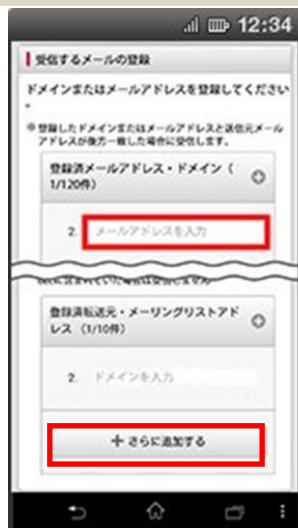 12:34
受信するメールの登録
ドメインまたはメールアドレスを登録してください
。
※登録したドメインまたはメールアドレスと送信元メール
アドレスが後方一致した場合に受信します。
登録済メールアドレス・ドメイン (
1/120件)
2. メールアドレスを入力
登録済転送元・メーリングリストアド
レス (1/10件)
2. ドメインを入力
+ さらに追加する